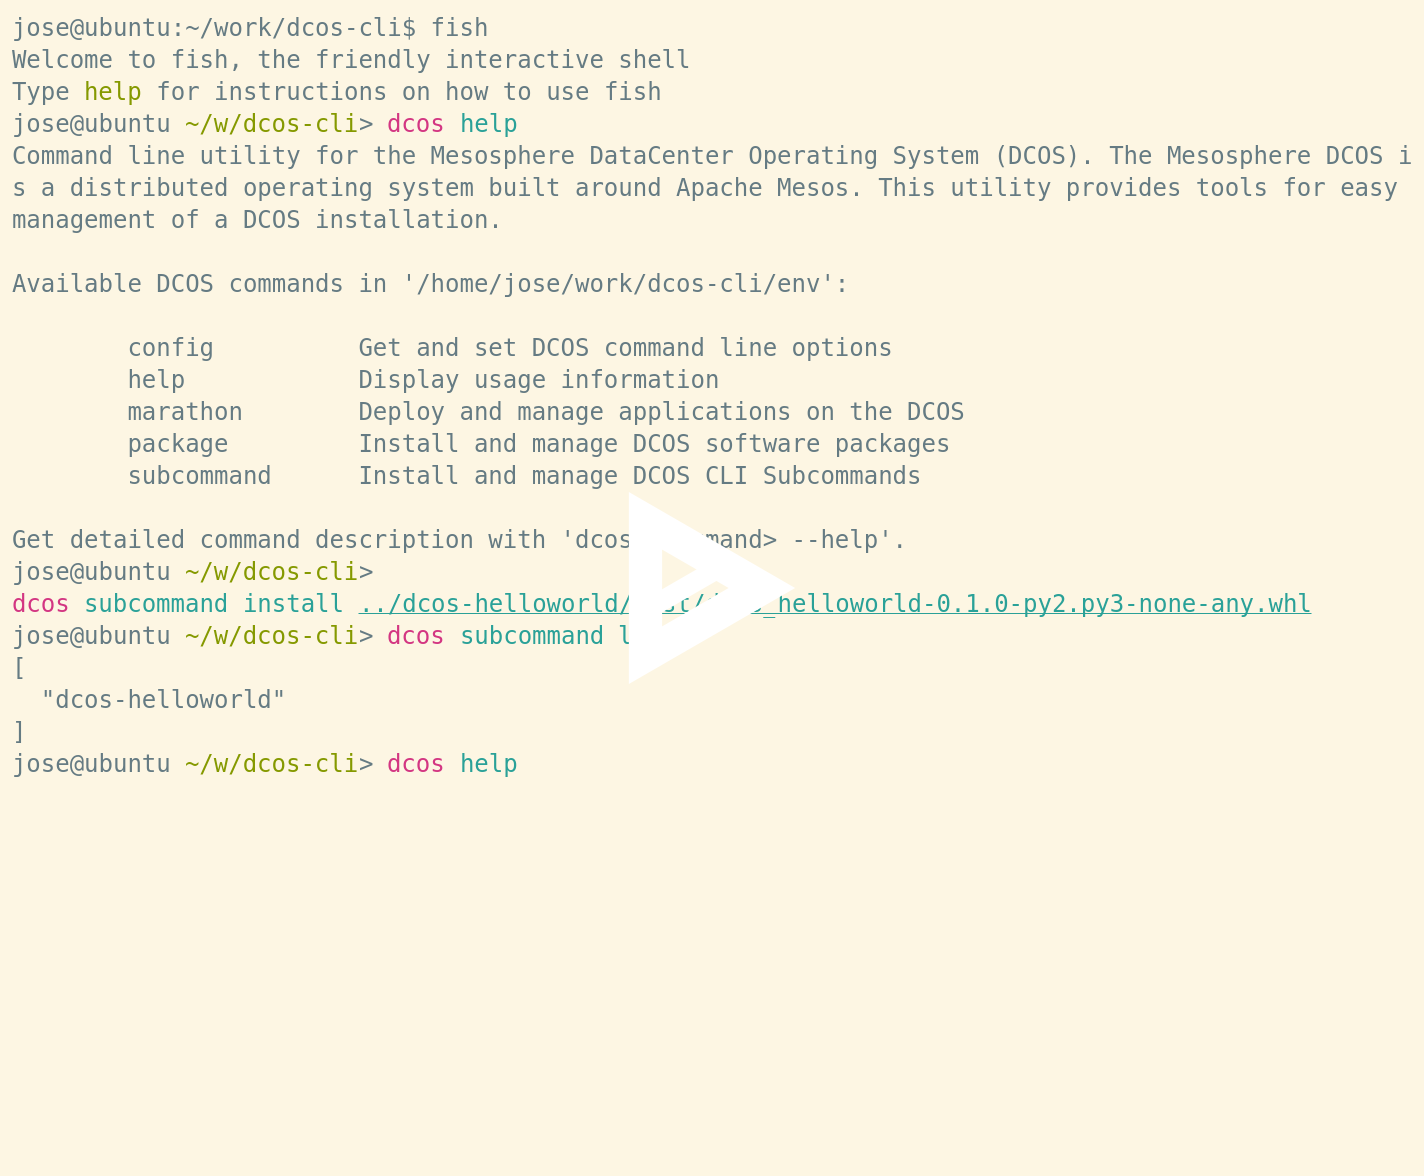 jose@ubuntu:~/work/dcos-cli$ fish
Welcome to fish, the friendly interactive shell
Type help for instructions on how to use fish
jose@ubuntu ~/w/dcos-cli> dcos help
Command line utility for the Mesosphere DataCenter Operating System (DCOS). The Mesosphere DCOS i
s a distributed operating system built around Apache Mesos. This utility provides tools for easy
management of a DCOS installation.

Available DCOS commands in '/home/jose/work/dcos-cli/env':

        config          Get and set DCOS command line options
        help            Display usage information
        marathon        Deploy and manage applications on the DCOS
        package         Install and manage DCOS software packages
        subcommand      Install and manage DCOS CLI Subcommands

Get detailed command description with 'dcos mand> --help'.
jose@ubuntu ~/w/dcos-cli>
dcos subcommand install ../dcos-helloworld/ _helloworld-0.1.0-py2.py3-none-any.whl
jose@ubuntu ~/w/dcos-cli> dcos subcommand
[
  "dcos-helloworld"
]
jose@ubuntu ~/w/dcos-cli> dcos help